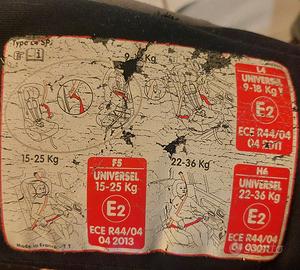 9-18 Kg
L4
UNIVERSEL
9-18 Kg Y
E2
ECE R44/04
15-25 Kg
F5
UNIVERSEL
15-25 Kg
E2
ECE R44/04
04 2013
22-36 Kg
H6
UNIVERSEL
22-36 Kg
E2
ECE R44/04
Made in France